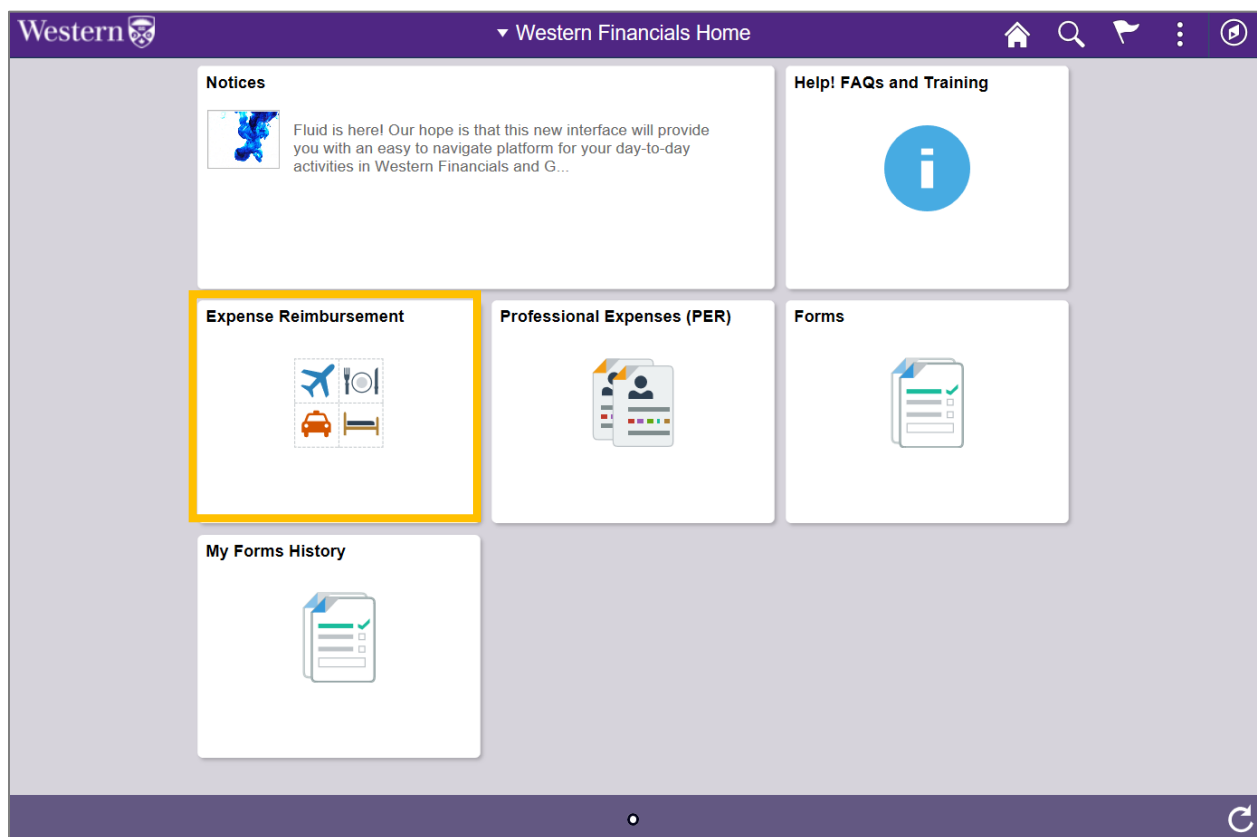 Western
Western Financials Home
Notices
Fluid is here! Our hope is that this new interface will provide
you with an easy to navigate platform for your day-to-day
activities in Western Financials and G...
Help! FAQs and Training
i
Expense Reimbursement
Professional Expenses (PER)
Forms
My Forms History